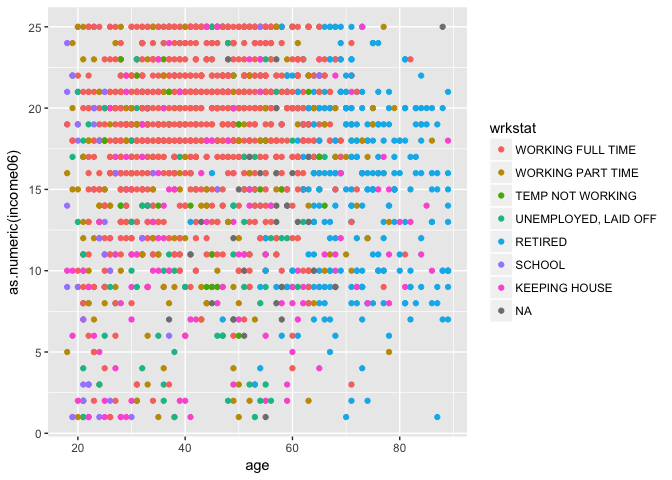 25
20
15
10
5
0
as.numeric(income06)
20 40 60 80
age
wrkstat
WORKING FULL TIME
WORKING PART TIME
TEMP NOT WORKING
UNEMPLOYED, LAID OFF
RETIRED
SCHOOL
KEEPING HOUSE
NA